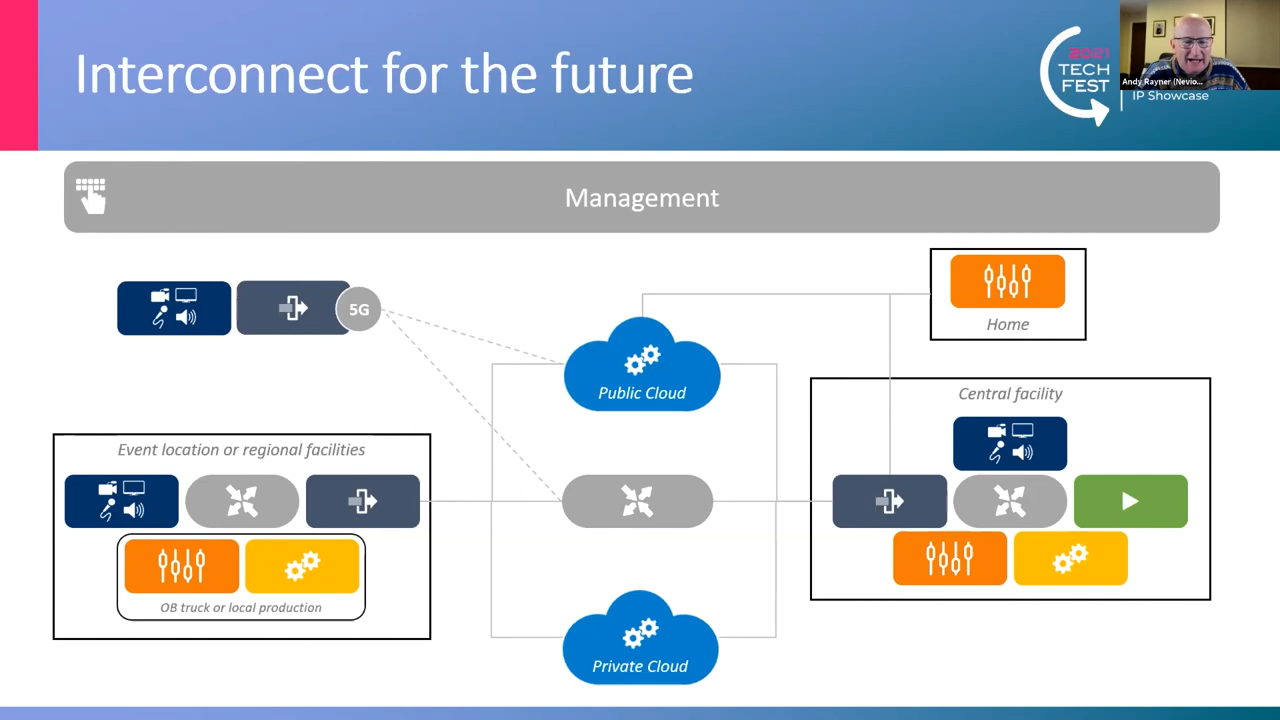 Interconnect for the future
2021
TECH
FEST
IP Showcase
Andy Rayner (Nevio...
Management
5G
Public Cloud
Home
Central facility
Event location or regional facilities
OB truck or local production
Private Cloud